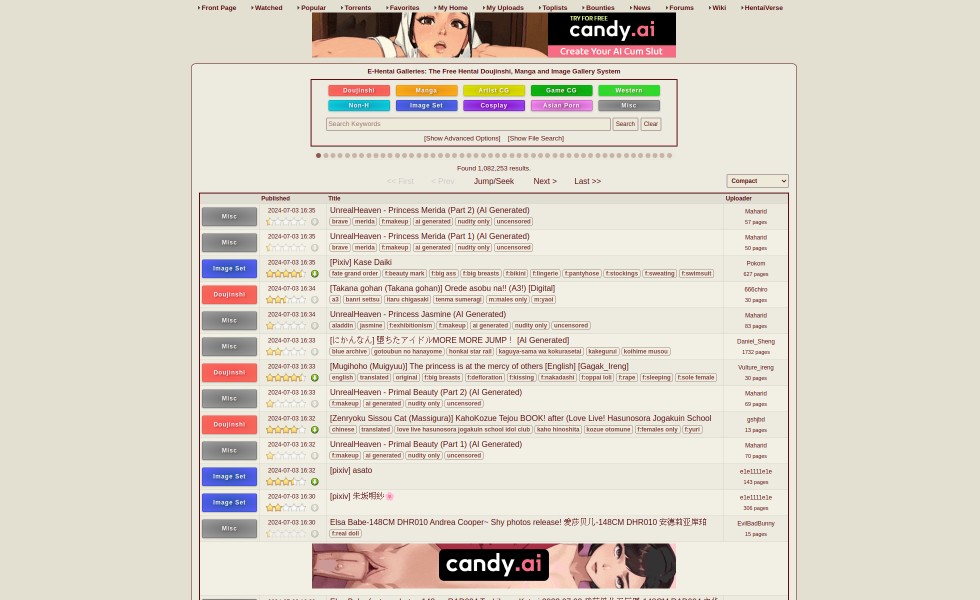 Front Page Watched Popular Torrents Favorites My Home My Uploads Toplists Bounties News Forums Wiki HentaiVerse
TRY FOR FREE
candy.ai
Create Your AI Cum Slut
E-Hentai Galleries: The Free Hentai Doujinshi, Manga and Image Gallery System
Doujinshi Manga Artist CG Game CG Western
Non-H Image Set Cosplay Asian Porn Misc
Search Keywords Search Clear
[Show Advanced Options] [Show File Search]
Found 1,082,253 results.
<< First < Prev Jump/Seek Next > Last >> Compact
Published Title Uploader
Misc 2024-07-03 16:35 UnrealHeaven - Princess Merida (Part 2) (AI Generated) Maharid
brave merida f:makeup ai generated nudity only uncensored 57 pages
Misc 2024-07-03 16:35 UnrealHeaven - Princess Merida (Part 1) (AI Generated) Maharid
brave merida f:makeup ai generated nudity only uncensored 50 pages
Image Set 2024-07-03 16:35 [Pixiv] Kase Daiki Pokom
fate grand order f:beauty mark f:big ass f:big breasts f:bikini f:lingerie f:pantyhose f:stockings f:sweating f:swimsuit 627 pages
Doujinshi 2024-07-03 16:34 [Takana gohan (Takana gohan)] Orede asobu na!! (A3!) [Digital] 666chiro
a3 banri settsu itaru chigasaki tenma sumeragi m:males only m:yaoi 30 pages
Misc 2024-07-03 16:34 UnrealHeaven - Princess Jasmine (AI Generated) Maharid
aladdin jasmine f:exhibitionism f:makeup ai generated nudity only uncensored 83 pages
Misc 2024-07-03 16:33 [にかんなん] 堕ちたアイドルMORE MORE JUMP！ [AI Generated] Daniel_Sheng
blue archive gotoubun no hanayome honkai star rail kaguya-sama wa kokurasetai kakegurui koihime musou 1732 pages
Doujinshi 2024-07-03 16:33 [Mugihoho (Muigyuu)] The princess is at the mercy of others [English] [Gagak_Ireng] Vulture_Ireng
english translated original f:big breasts f:defloration f:kissing f:nakadashi f:oppai loli f:rape f:sleeping f:sole female 30 pages
Misc 2024-07-03 16:33 UnrealHeaven - Primal Beauty (Part 2) (AI Generated) Maharid
f:makeup ai generated nudity only uncensored 69 pages
Doujinshi 2024-07-03 16:32 [Zenryoku Sissou Cat (Massigura)] KahoKozue Tejou BOOK! after (Love Live! Hasunosora Jogakuin School gshjbd
chinese translated love live hasunosora jogakuin school idol club kaho hinoshita kozue otomune f:females only f:yuri 13 pages
Misc 2024-07-03 16:32 UnrealHeaven - Primal Beauty (Part 1) (AI Generated) Maharid
f:makeup ai generated nudity only uncensored 70 pages
Image Set 2024-07-03 16:32 [pixiv] asato e1e1111e1e
143 pages
Image Set 2024-07-03 16:30 [pixiv] 朱坂明紗🌸 e1e1111e1e
306 pages
Misc 2024-07-03 16:30 Elsa Babe-148CM DHR010 Andrea Cooper~ Shy photos release! 爱莎贝儿-148CM DHR010 安德莉亚库珀 EvilBadBunny
f:real doll 15 pages
candy.ai